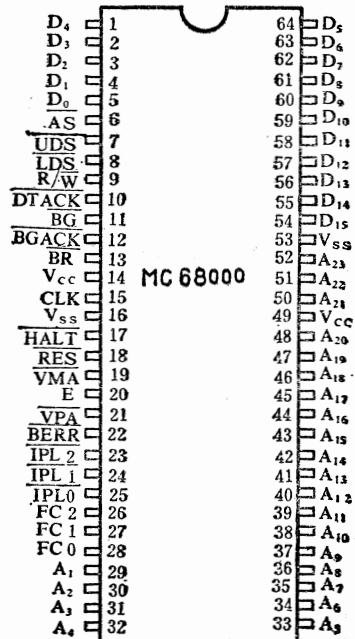 D₄ 1 64 D₅
D₃ 2 63 D₆
D₂ 3 62 D₇
D₁ 4 61 D₈
D₀ 5 60 D₉
AS 6 59 D₁₀
UDS 7 58 D₁₁
LDS 8 57 D₁₂
R/W 9 56 D₁₃
DTACK 10 55 D₁₄
BG 11 54 D₁₅
BGACK 12 53 Vss
BR 13 52 A₂₃
Vcc 14 MC 68000 51 A₂₂
CLK 15 50 A₂₁
Vss 16 49 Vcc
HALT 17 48 A₂₀
RES 18 47 A₁₉
VMA 19 46 A₁₈
E 20 45 A₁₇
VPA 21 44 A₁₆
BERR 22 43 A₁₅
IPL 2 23 42 A₁₄
IPL 1 24 41 A₁₃
IPL0 25 40 A₁₂
FC 2 26 39 A₁₁
FC 1 27 38 A₁₀
FC 0 28 37 A₉
A₁ 29 36 A₈
A₂ 30 35 A₇
A₃ 31 34 A₆
A₄ 32 33 A₅